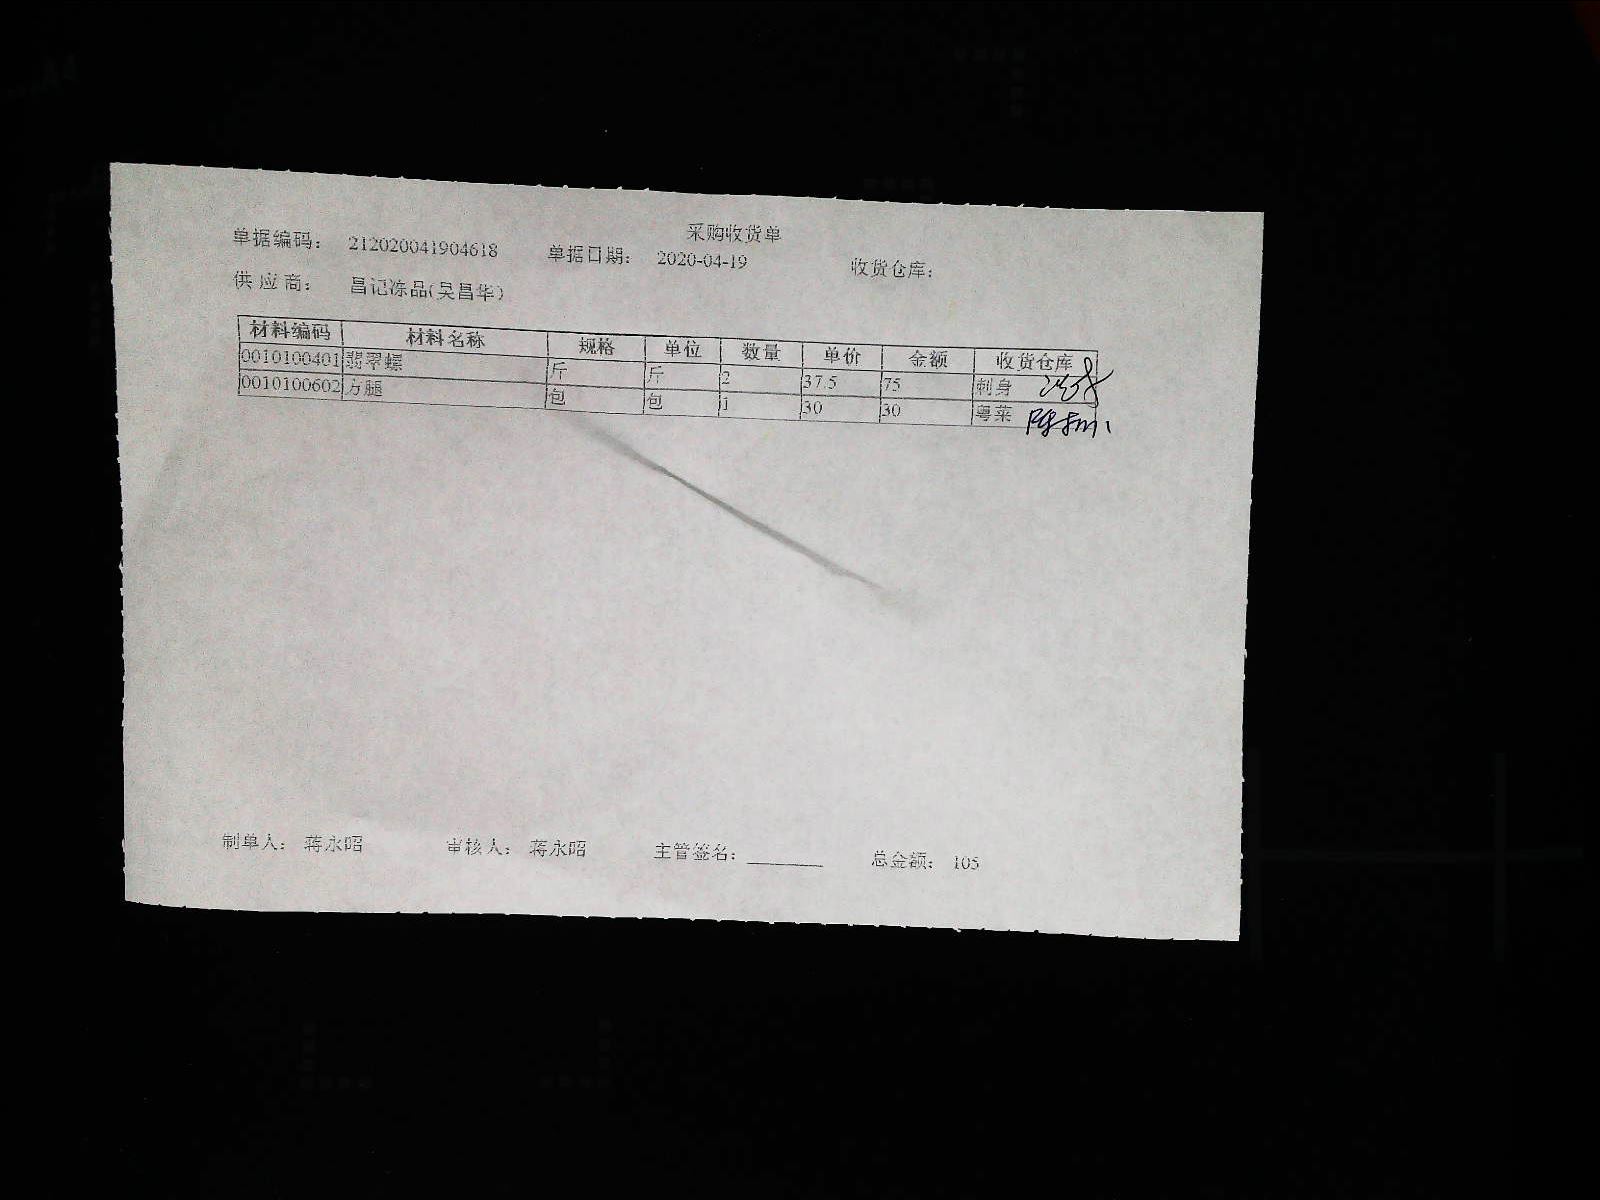 采购收货单
单据编码: 212020041904618 单据日期: 2020-04-19 收货仓库:
供应商: 昌记冻品(吴昌华)
材料编码 材料名称 规格 单位 数量 单价 金额 收货仓库
0010100401 翡翠螺 斤 斤 2 37.5 75 刺身
0010100602 方腿 包 包 1 30 30 粤菜
制单人: 蒋永昭 审核人: 蒋永昭 主管签名: 总金额: 105